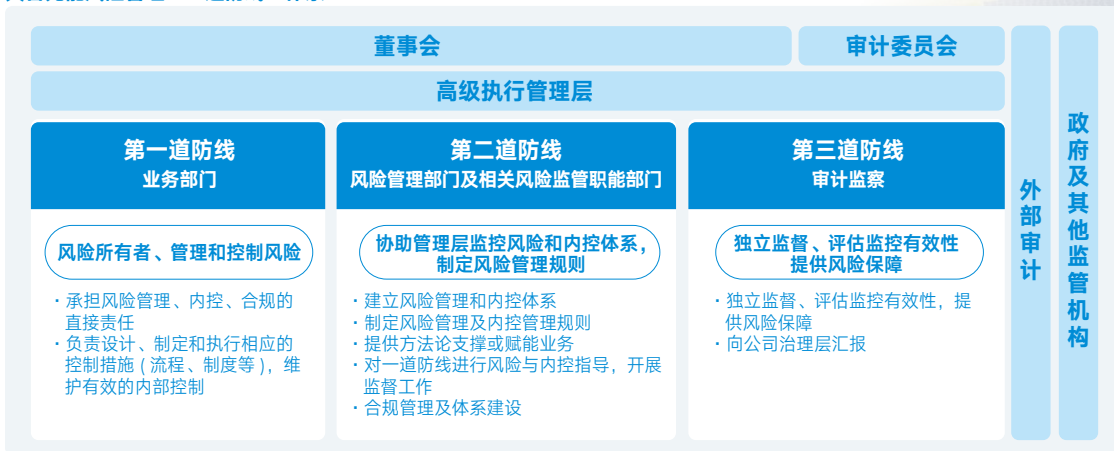 董事会
审计委员会
高级执行管理层
第一道防线
业务部门
风险所有者、管理和控制风险
·承担风险管理、内控、合规的
直接责任
·负责设计、制定和执行相应的
控制措施 ( 流程、制度等 )，维
护有效的内部控制
第二道防线
风险管理部门及相关风险监管职能部门
协助管理层监控风险和内控体系，
制定风险管理规则
·建立风险管理和内控体系
·制定风险管理及内控管理规则
·提供方法论支撑或赋能业务
·对一道防线进行风险与内控指导，开展
监督工作
·合规管理及体系建设
第三道防线
审计监察
独立监督、评估监控有效性
提供风险保障
·独立监督、评估监控有效性，提
供风险保障
·向公司治理层汇报
外部审计
政府及其他监管机构